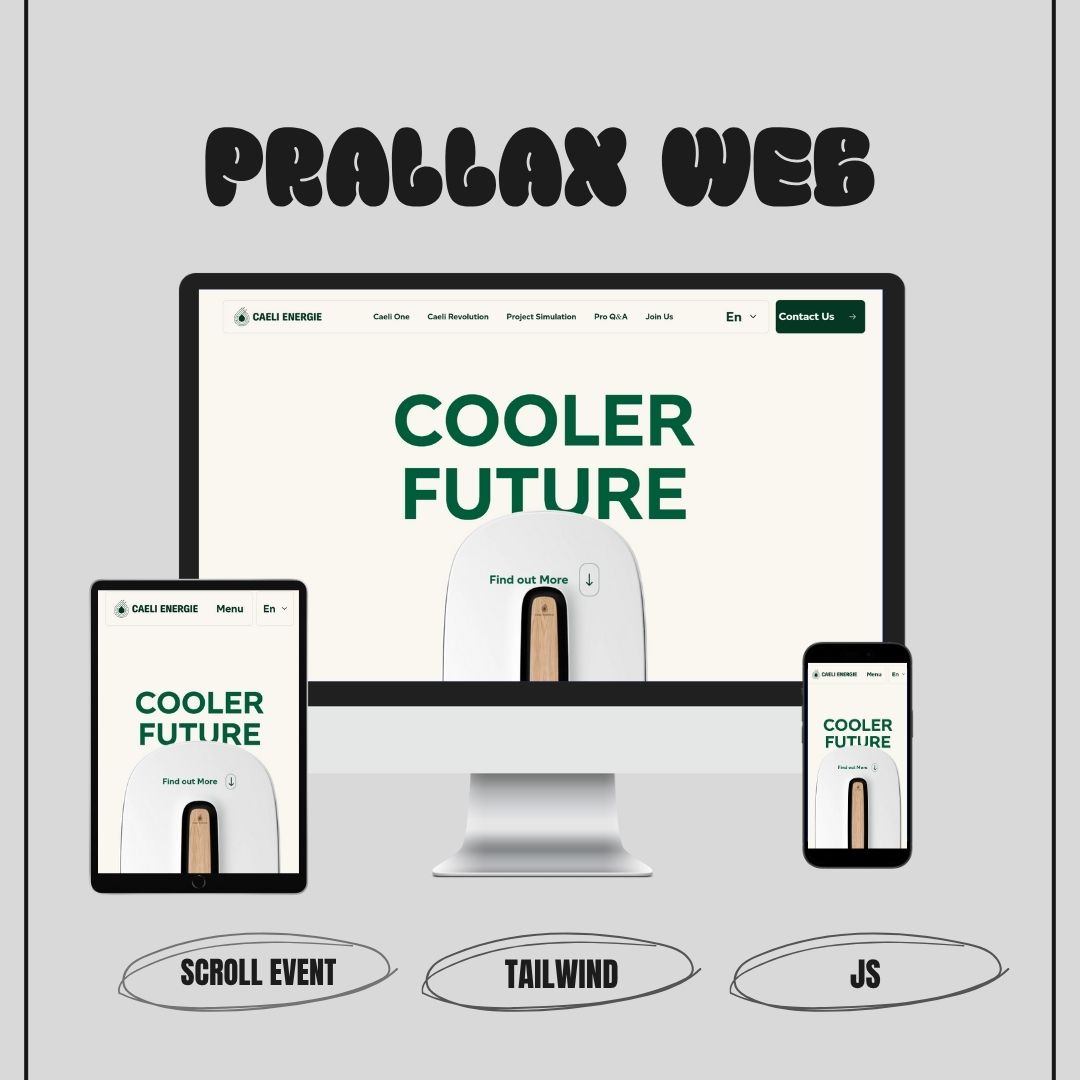 PRALLAX WEB
CAELI ENERGIE Caeli One Caeli Revolution Project Simulation Pro Q&A Join Us En Contact Us →
COOLER
FUTURE
Find out More ↓
CAELI ENERGIE Menu En
COOLER
FUTURE
Find out More ↓
CAELI ENERGIE Menu En
COOLER
FUTURE
Find out More ↓
SCROLL EVENT
TAILWIND
JS